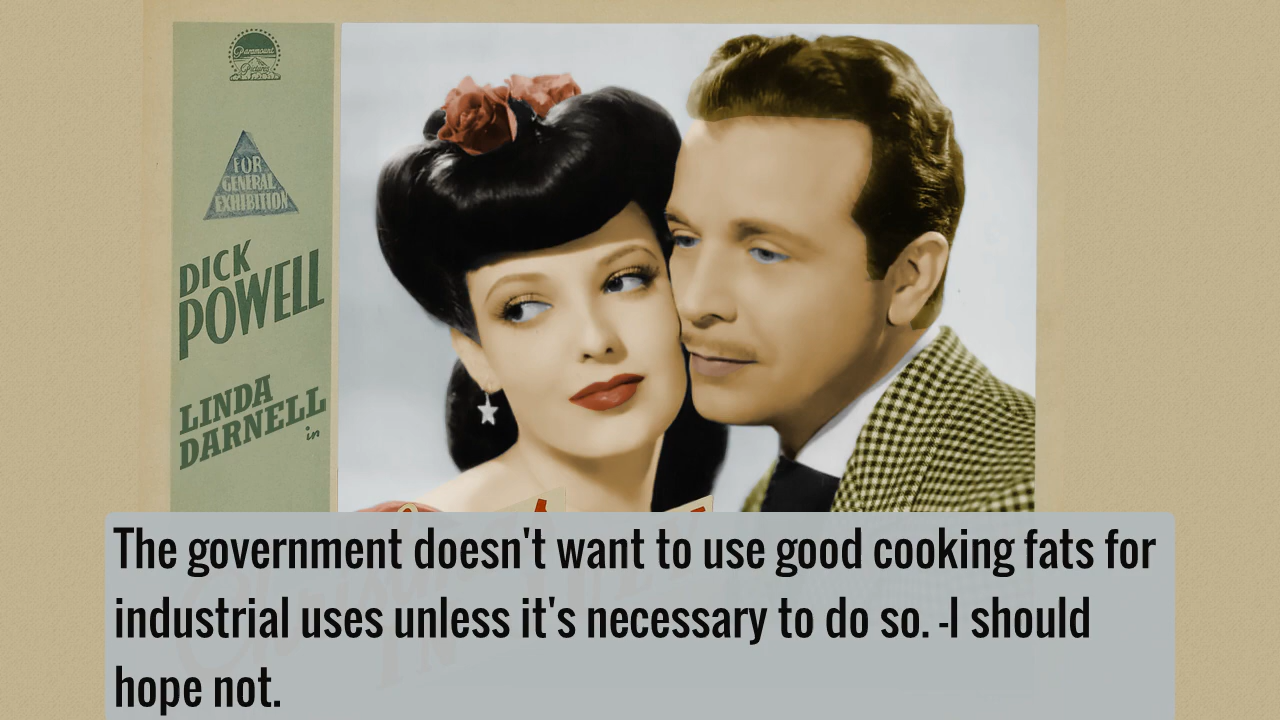 Paramount
Pictures
FOR
GENERAL
EXHIBITION
DICK
POWELL
LINDA
DARNELL
in
The government doesn't want to use good cooking fats for
industrial uses unless it's necessary to do so. -I should
hope not.